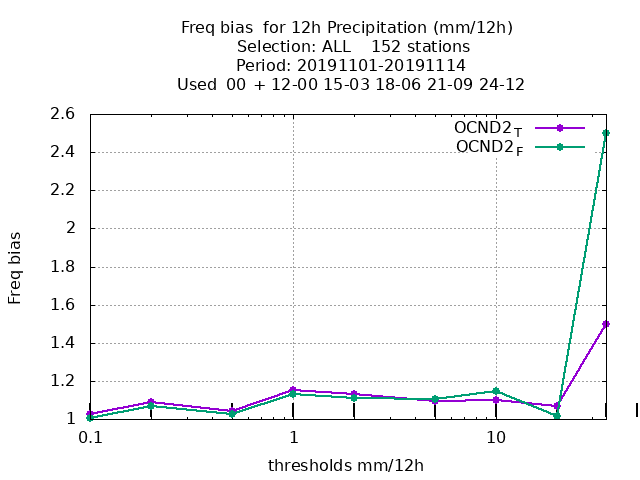 Freq bias  for 12h Precipitation (mm/12h)
Selection: ALL    152 stations
Period: 20191101-20191114
Used  00 + 12-00 15-03 18-06 21-09 24-12
2.6
2.4
2.2
2
1.8
1.6
1.4
1.2
1
Freq bias
OCND2T
OCND2F
0.1 1 10
thresholds mm/12h